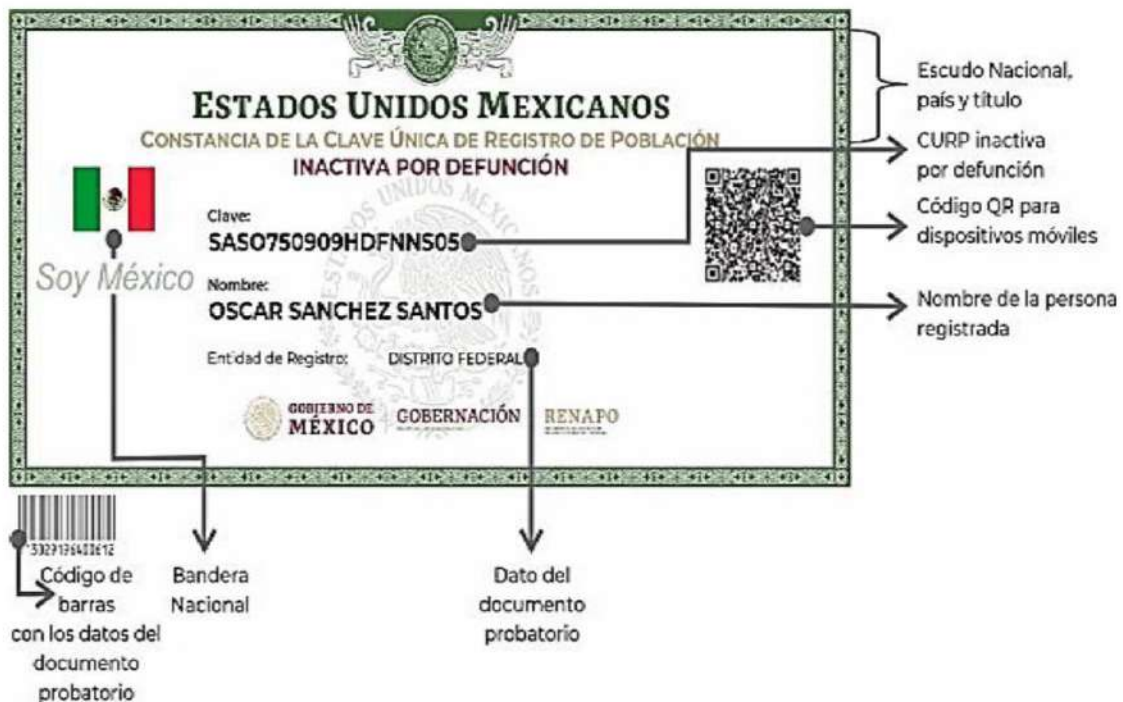 ESTADOS UNIDOS MEXICANOS
CONSTANCIA DE LA CLAVE ÚNICA DE REGISTRO DE POBLACIÓN
INACTIVA POR DEFUNCIÓN
Soy México
Clave:
SASO750909HDFNNS05
Nombre:
OSCAR SANCHEZ SANTOS
Entidad de Registro: DISTRITO FEDERAL
GOBIERNO DE
MÉXICO
GOBERNACIÓN
RENAPO
Escudo Nacional,
país y título
CURP inactiva
por defunción
Código QR para
dispositivos móviles
Nombre de la persona
registrada
Código de
barras
con los datos del
documento
probatorio
Bandera
Nacional
Dato del
documento
probatorio